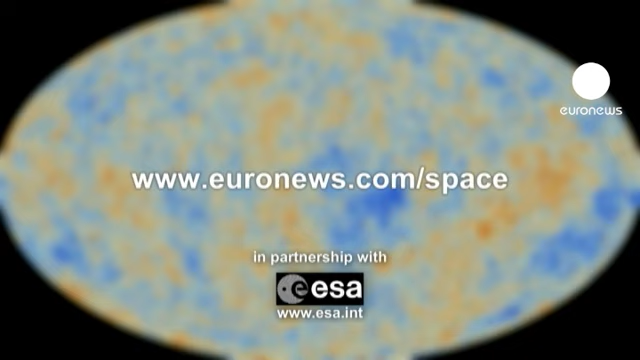 euronews
www.euronews.com/space
in partnership with
esa
www.esa.int